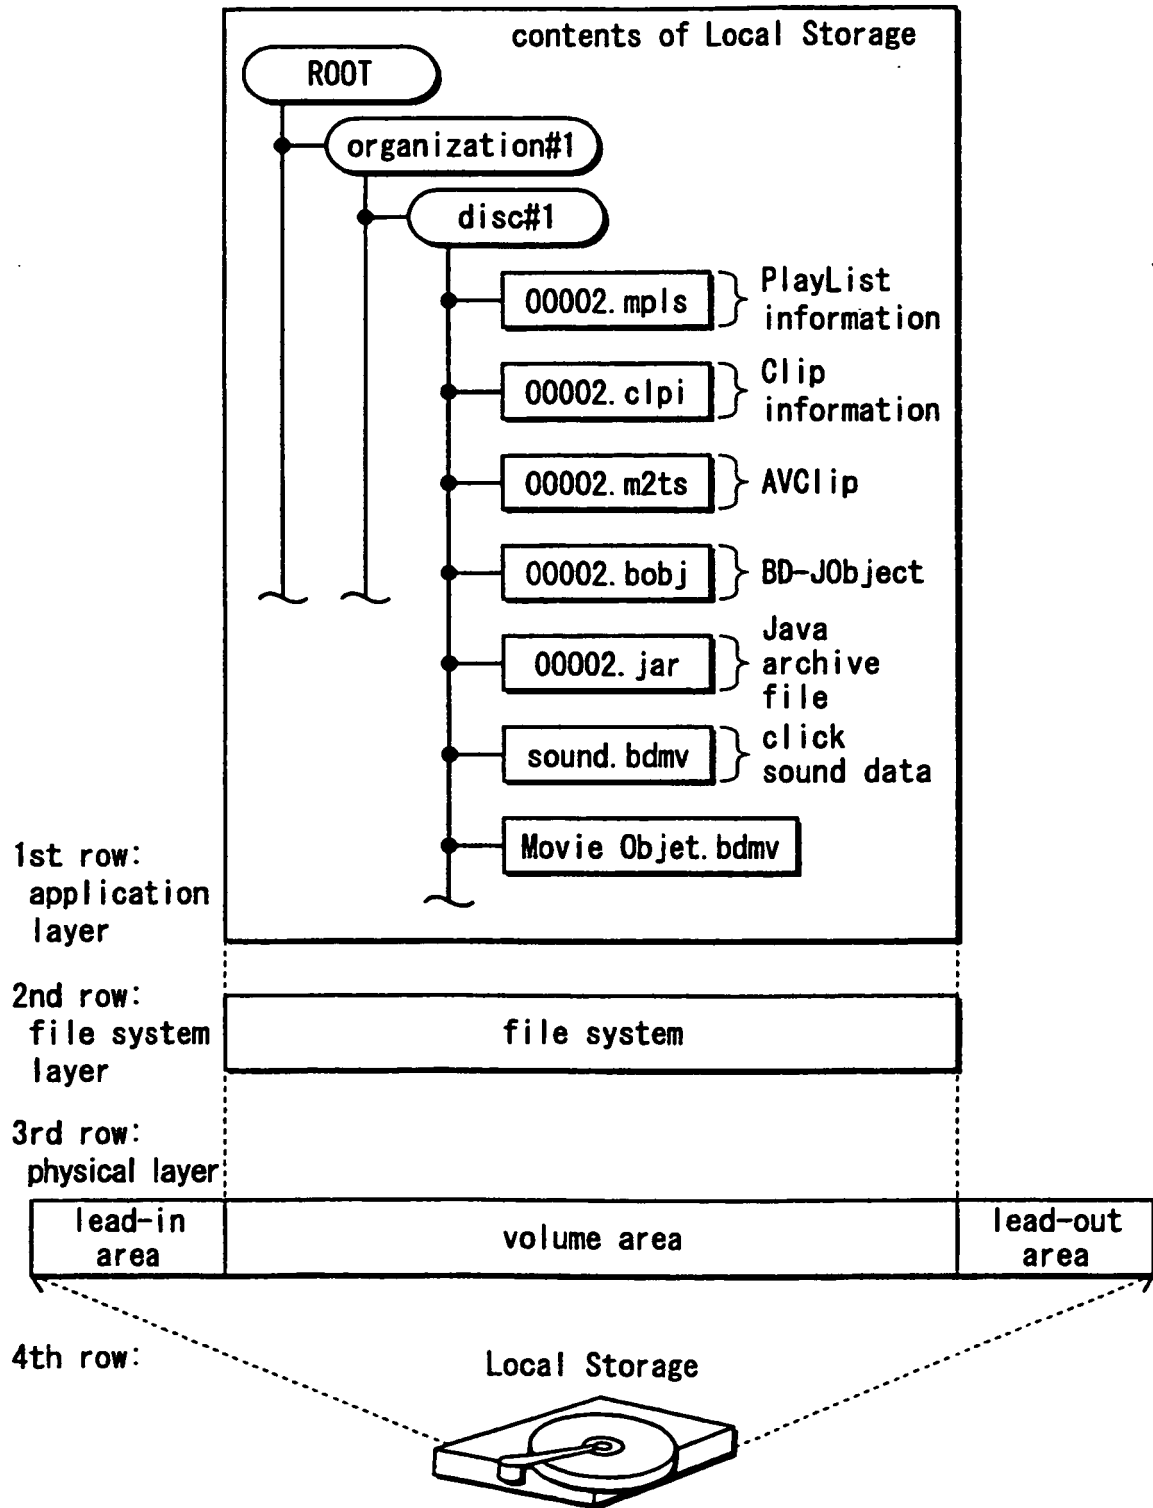 contents of Local Storage
ROOT
organization#1
disc#1
00002.mpls
PlayList
information
00002.clpi
Clip
information
00002.m2ts
AVClip
00002.bobj
BD-JObject
00002.jar
Java
archive
file
sound.bdmv
click
sound data
Movie Objet.bdmv
1st row:
application
layer
2nd row:
file system
layer
file system
3rd row:
physical layer
lead-in
area
volume area
lead-out
area
4th row:
Local Storage